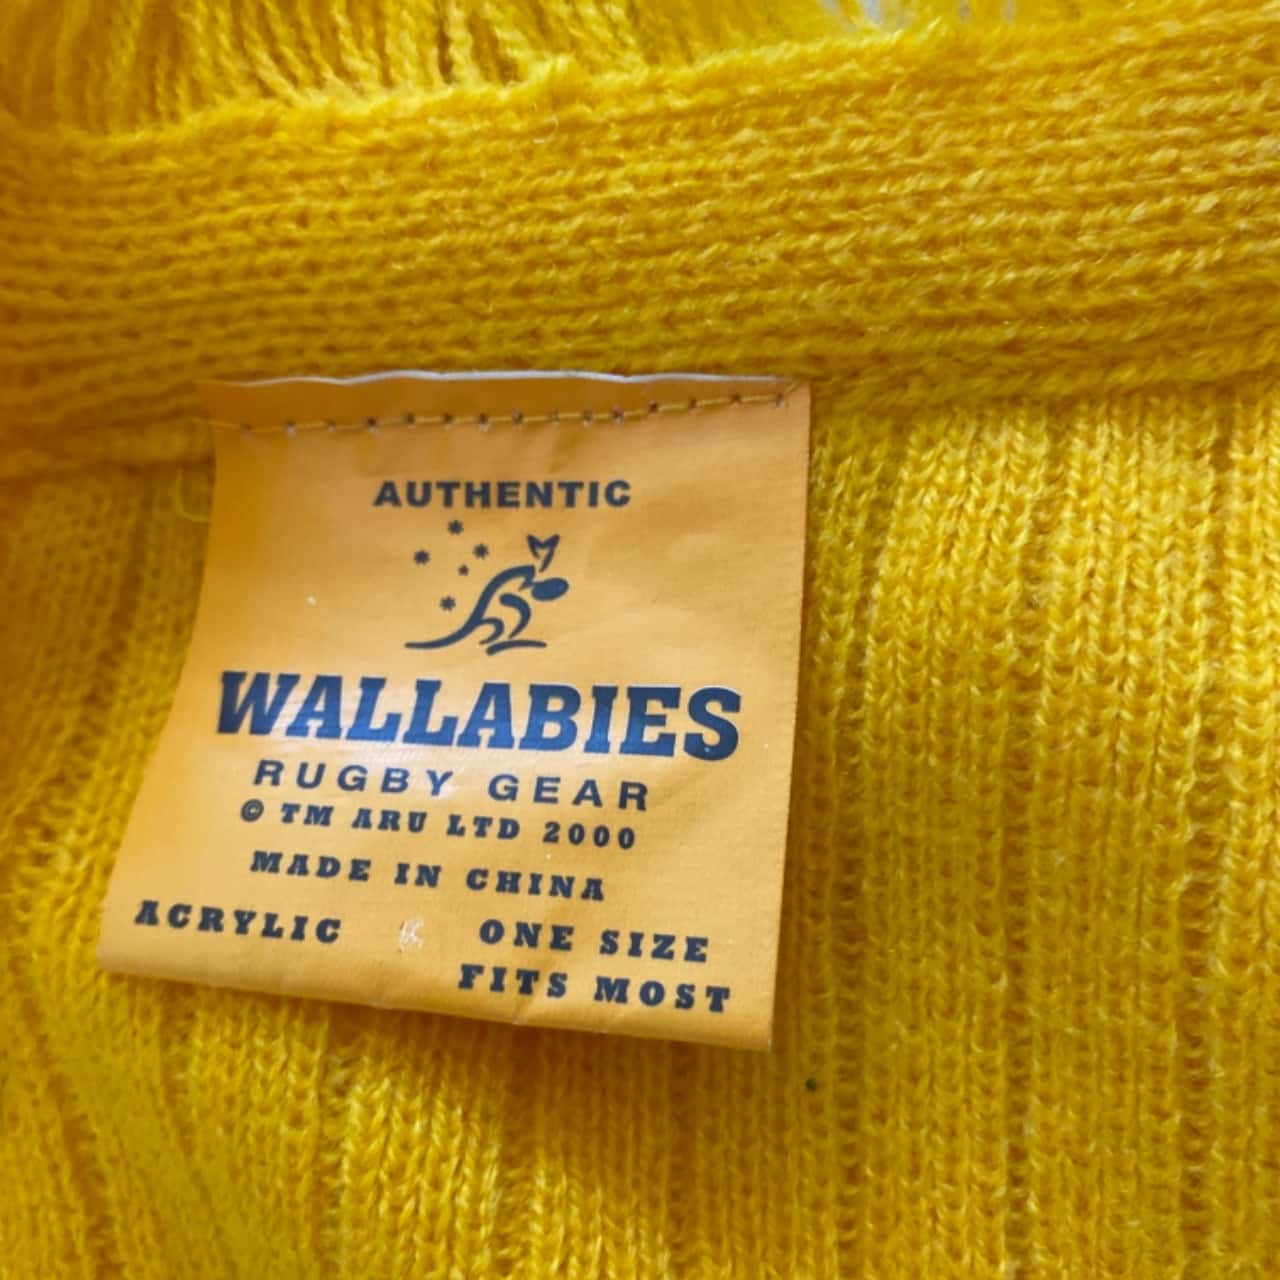 AUTHENTIC
WALLABIES
RUGBY GEAR
© TM ARU LTD 2000
MADE IN CHINA
ACRYLIC ONE SIZE
FITS MOST